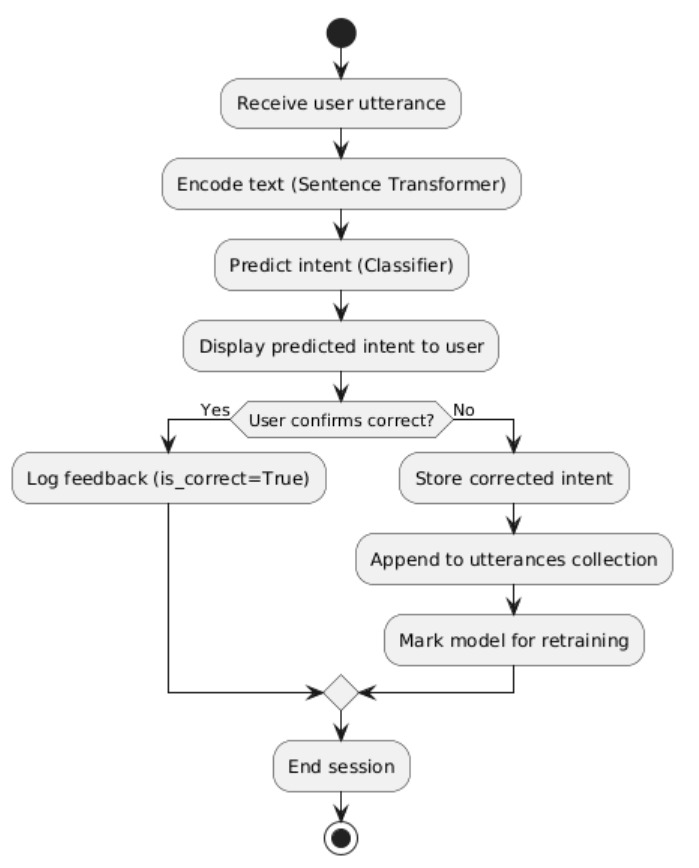 Receive user utterance
Encode text (Sentence Transformer)
Predict intent (Classifier)
Display predicted intent to user
Yes
User confirms correct?
No
Log feedback (is_correct=True)
Store corrected intent
Append to utterances collection
Mark model for retraining
End session